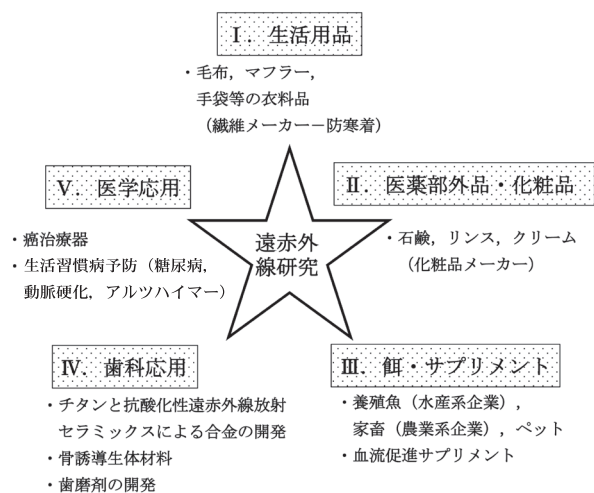 Ⅰ．生活用品
・毛布，マフラー，
手袋等の衣料品
（繊維メーカー－防寒着）
Ⅱ．医薬部外品・化粧品
・石鹸，リンス，クリーム
（化粧品メーカー）
Ⅲ．餌・サプリメント
・養殖魚（水産系企業），
家畜（農業系企業），ペット
・血流促進サプリメント
Ⅳ．歯科応用
・チタンと抗酸化性遠赤外線放射
セラミックスによる合金の開発
・骨誘導生体材料
・歯磨剤の開発
Ⅴ．医学応用
・癌治療器
・生活習慣病予防（糖尿病，
動脈硬化，アルツハイマー）
遠赤外
線研究